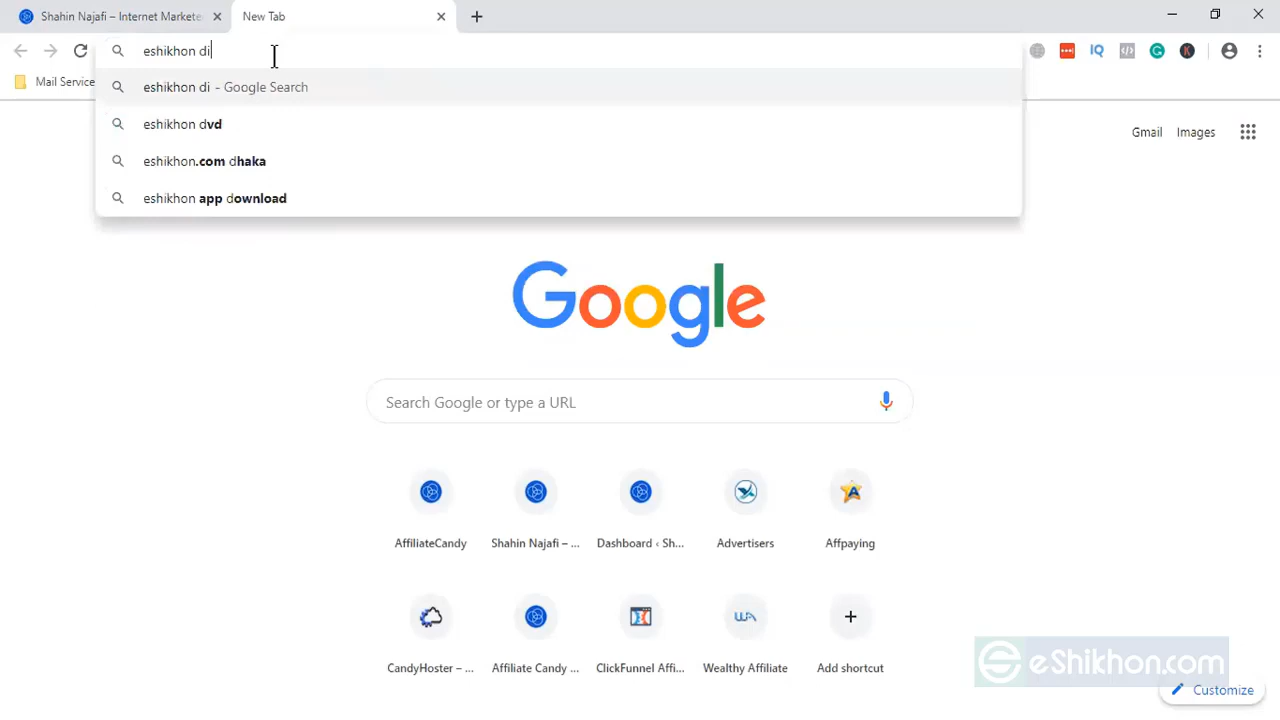 Shahin Najafi – Internet Markete
New Tab
eshikhon di
Mail Service
eshikhon di - Google Search
eshikhon dvd
eshikhon.com dhaka
eshikhon app download
IQ
K
Gmail
Images
Google
Search Google or type a URL
AffiliateCandy
Shahin Najafi – ...
Dashboard ‹ Sh...
Advertisers
Affpaying
CandyHoster – ...
Affiliate Candy ...
ClickFunnel Affi...
Wealthy Affiliate
Add shortcut
eShikhon.com
Customize